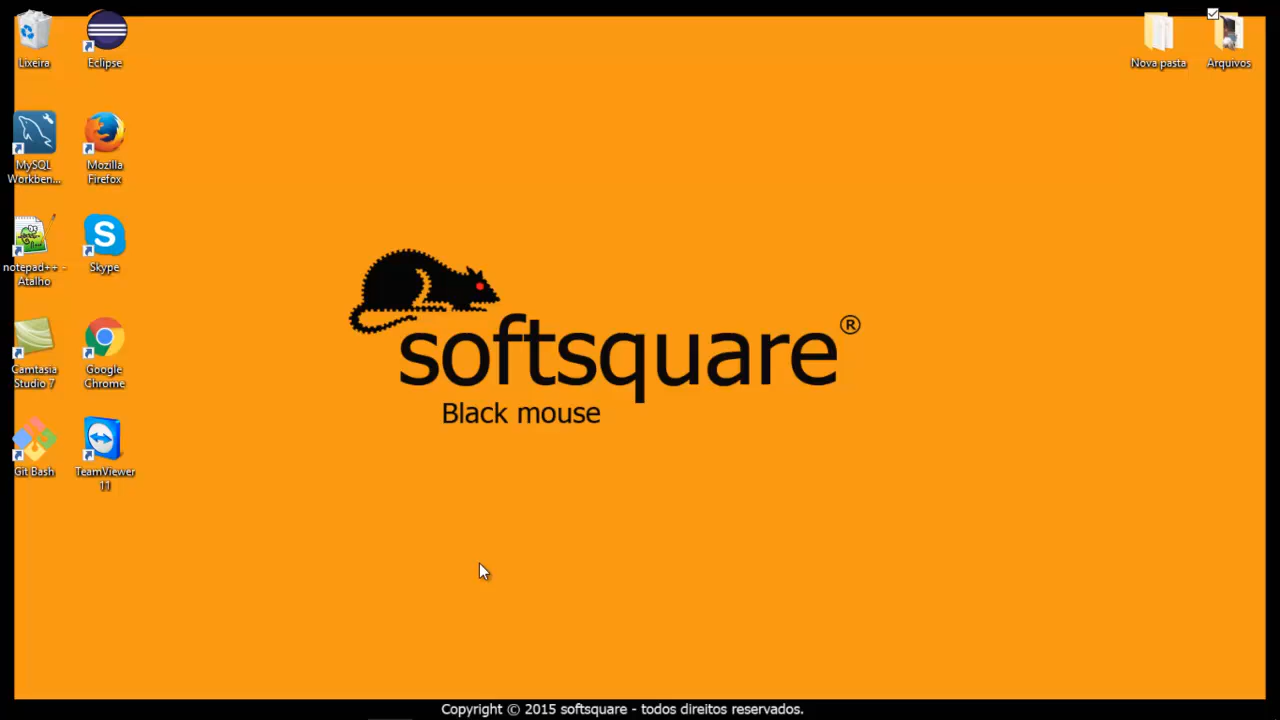 Lixeira
Eclipse
Nova pasta
Arquivos
MySQL
Workben...
Mozilla
Firefox
notepad++ -
Atalho
Skype
softsquare®
Black mouse
Camtasia
Studio 7
Google
Chrome
Git Bash
TeamViewer
11
Copyright © 2015 softsquare - todos direitos reservados.